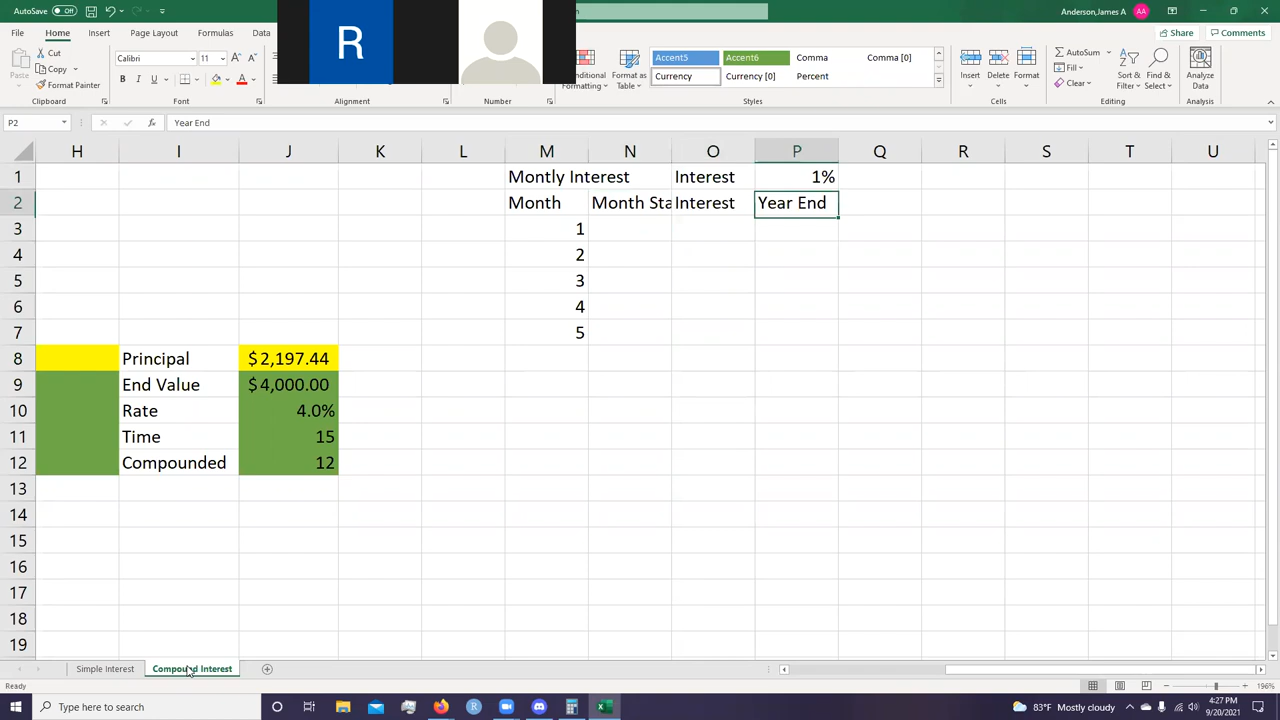 AutoSave Off
Anderson,James A AA
File Home Insert Page Layout Formulas Data
Share Comments
R
Cut
Copy
Format Painter
Paste
Clipboard
Calibri 11
B I U
Font
Alignment
Number
Conditional
Formatting
Format as
Table
Accent5 Accent6 Comma Comma [0]
Currency Currency [0] Percent
Styles
Insert Delete Format
Cells
AutoSum
Fill
Clear
Sort &
Filter
Find &
Select
Editing
Analyze
Data
Analysis
P2 fx Year End
H I J K L M N O P Q R S T U
1 Montly Interest Interest 1%
2 Month Month Sta Interest Year End
3 1
4 2
5 3
6 4
7 5
8 Principal $2,197.44
9 End Value $4,000.00
10 Rate 4.0%
11 Time 15
12 Compounded 12
13
14
15
16
17
18
19
Simple Interest Compound Interest
Ready 196%
Type here to search R 83°F Mostly cloudy 4:27 PM
9/20/2021